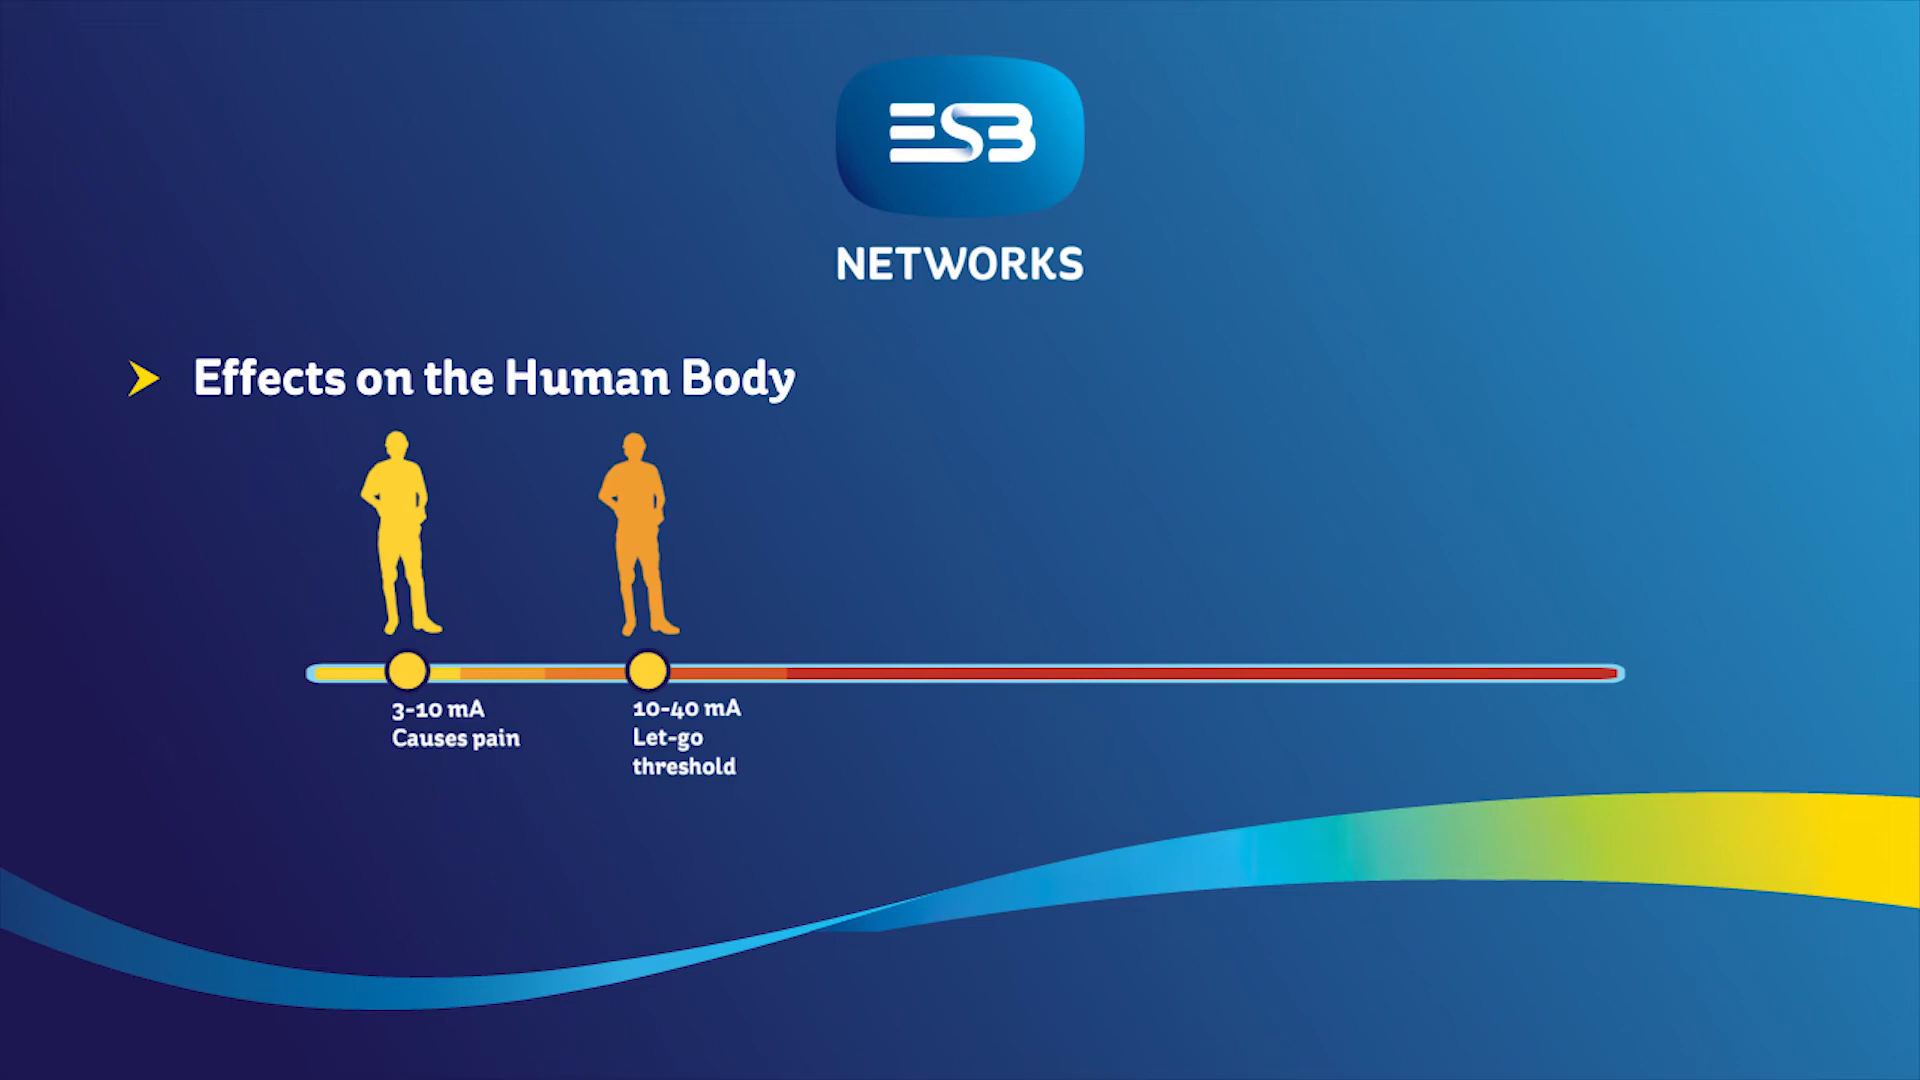 ESB
NETWORKS
Effects on the Human Body
3-10 mA
Causes pain
10-40 mA
Let-go
threshold